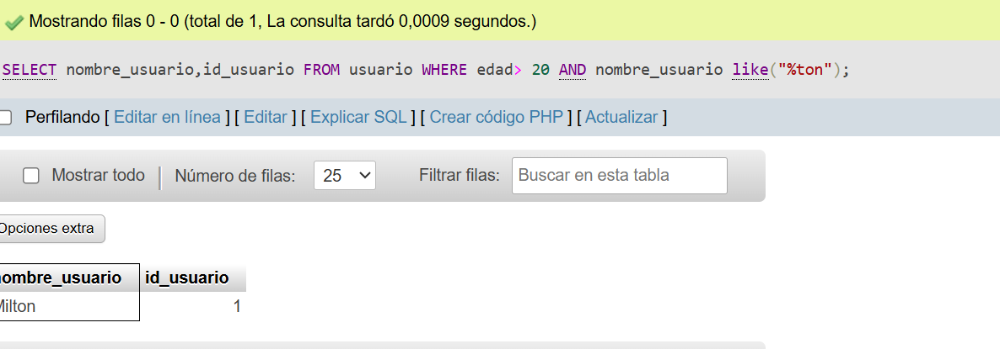 Mostrando filas 0 - 0 (total de 1, La consulta tardó 0,0009 segundos.)
SELECT nombre_usuario,id_usuario FROM usuario WHERE edad> 20 AND nombre_usuario like("%ton");
Perfilando [ Editar en línea ] [ Editar ] [ Explicar SQL ] [ Crear código PHP ] [ Actualizar ]
Mostrar todo | Número de filas: 25 Filtrar filas: Buscar en esta tabla
Opciones extra
nombre_usuario id_usuario
Milton 1